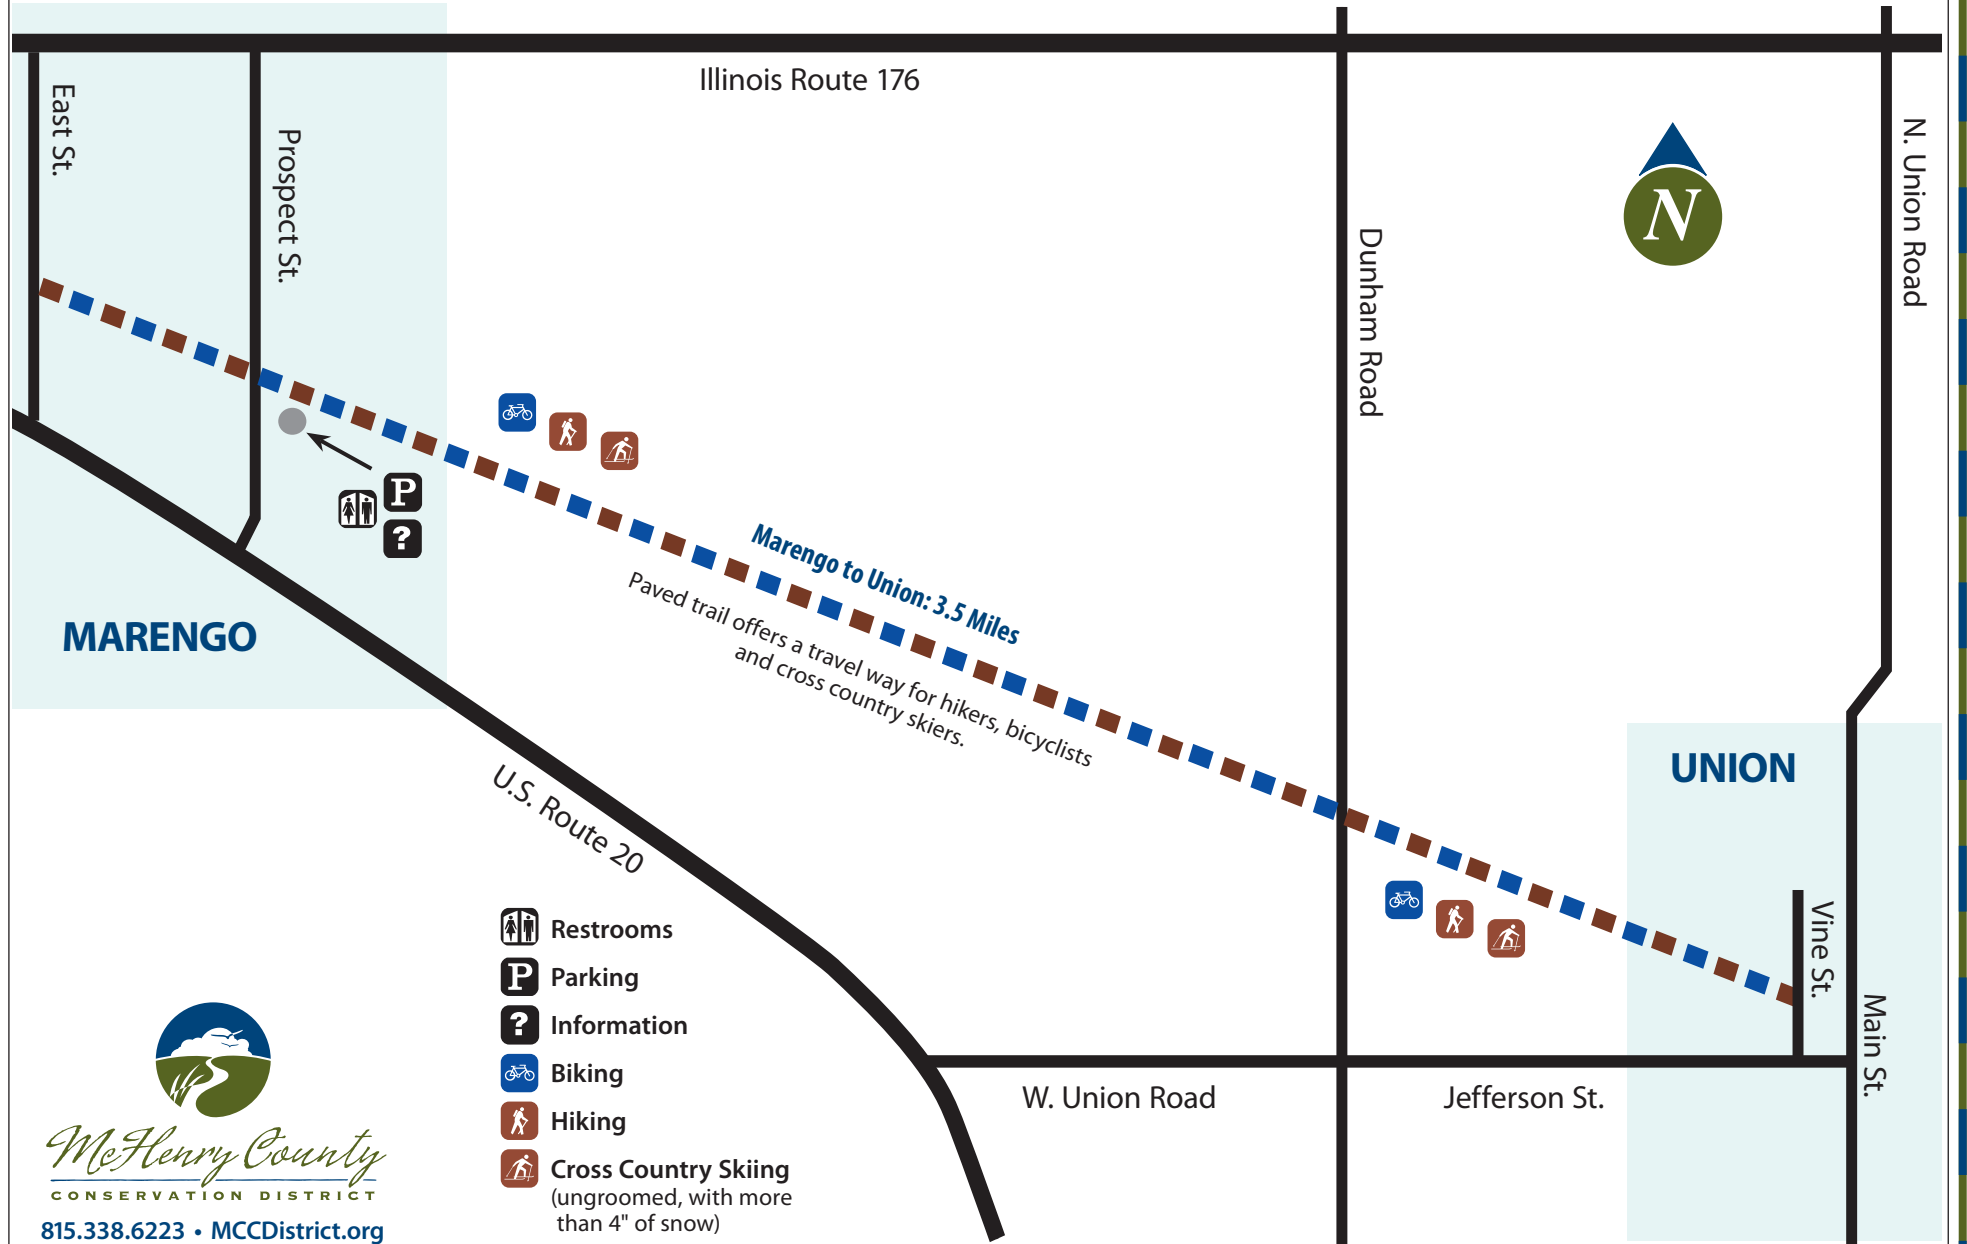 Illinois Route 176
East St.
Prospect St.
N. Union Road
N
Dunham Road
P
?
Marengo to Union: 3.5 Miles
Paved trail offers a travel way for hikers, bicyclists
and cross country skiers.
MARENGO
UNION
U.S. Route 20
Vine St.
Main St.
W. Union Road
Jefferson St.
Restrooms
P Parking
? Information
Biking
Hiking
Cross Country Skiing
(ungroomed, with more
than 4" of snow)
McHenry County
CONSERVATION DISTRICT
815.338.6223 • MCCDistrict.org